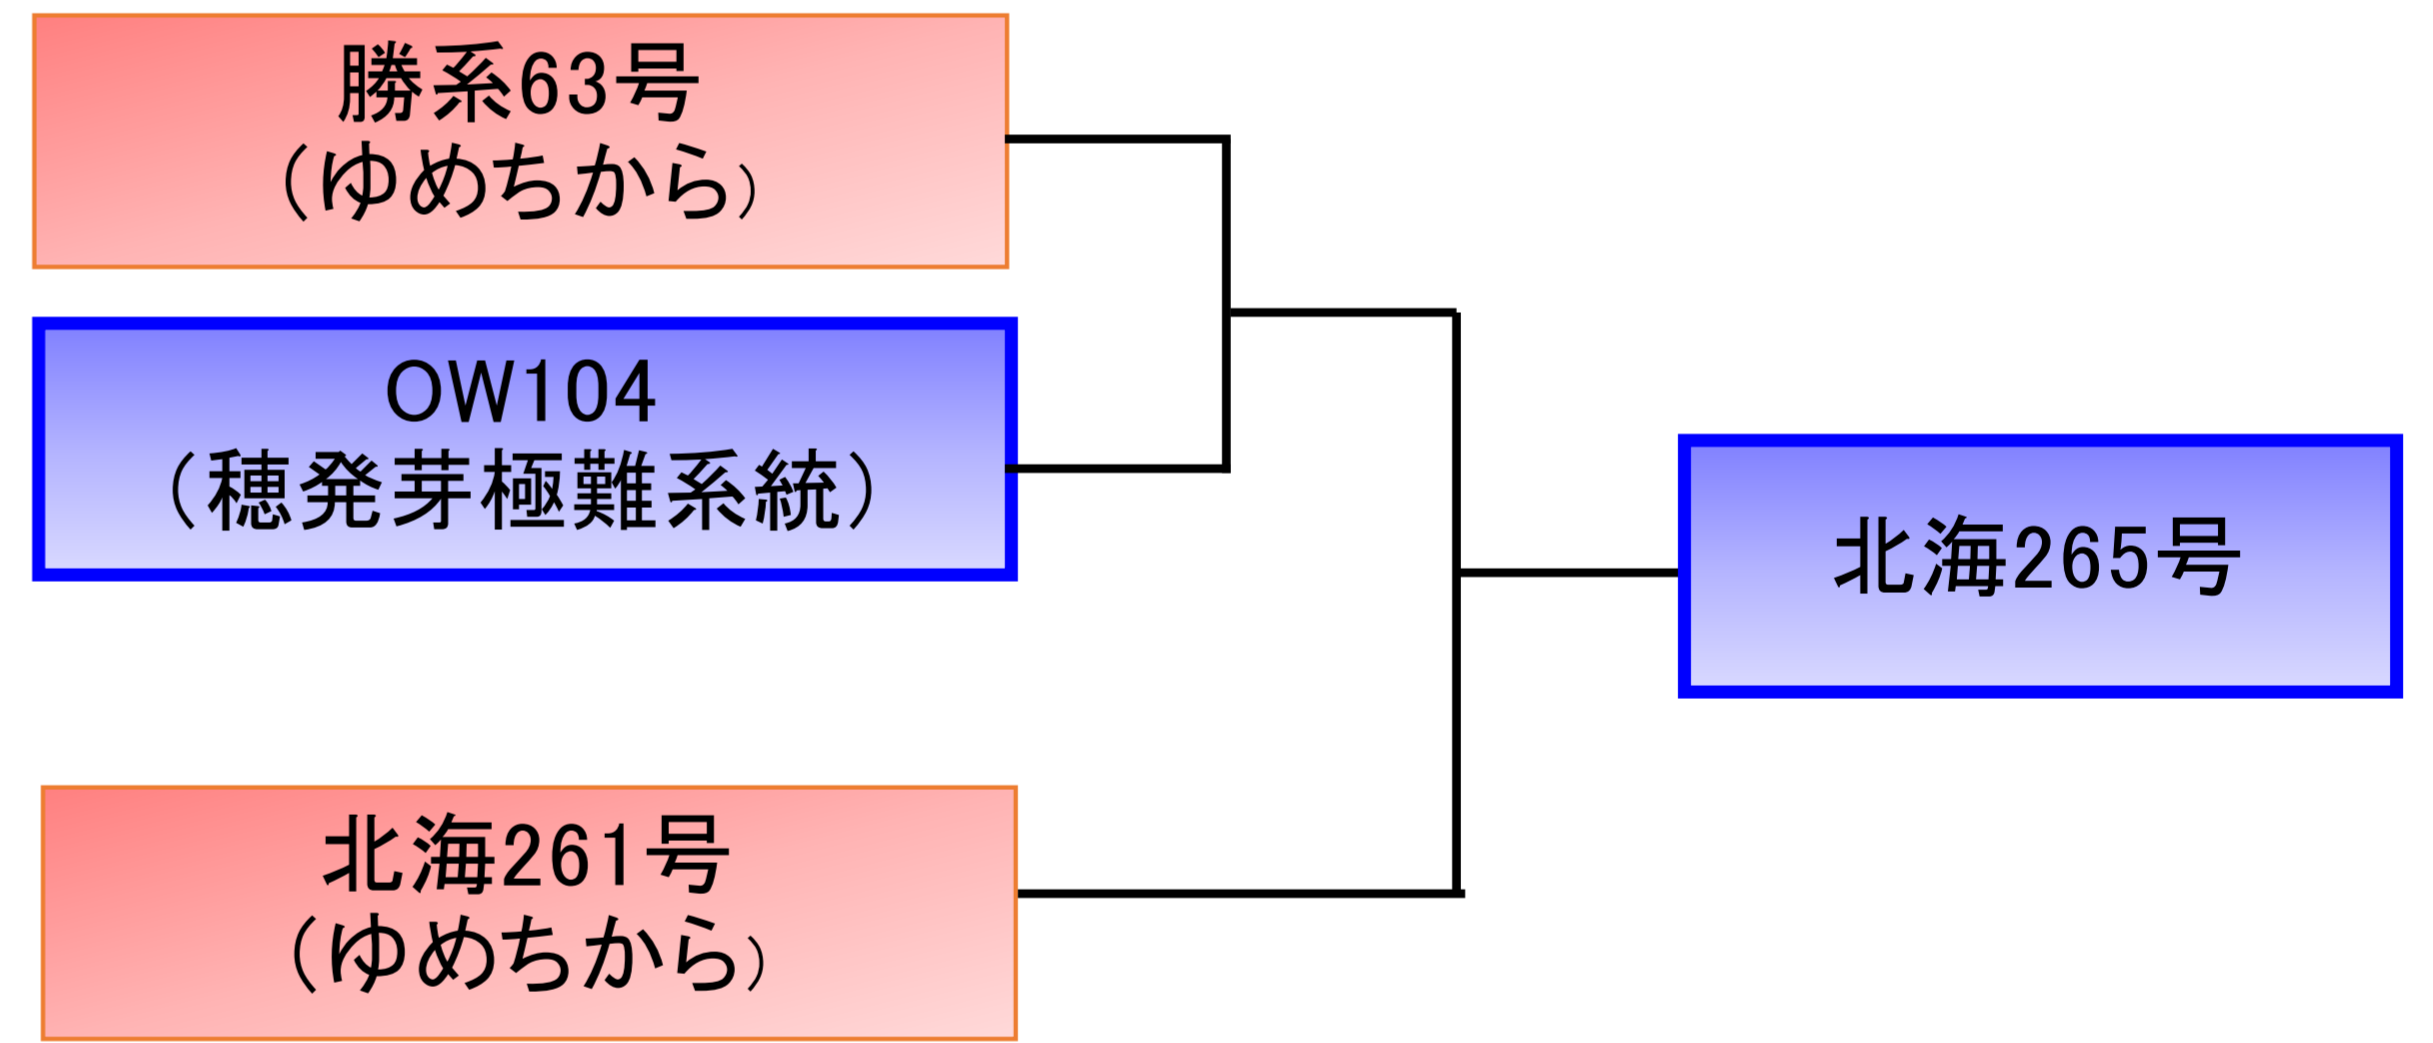 勝系63号
（ゆめちから）
OW104
（穂発芽極難系統）
北海265号
北海261号
（ゆめちから）